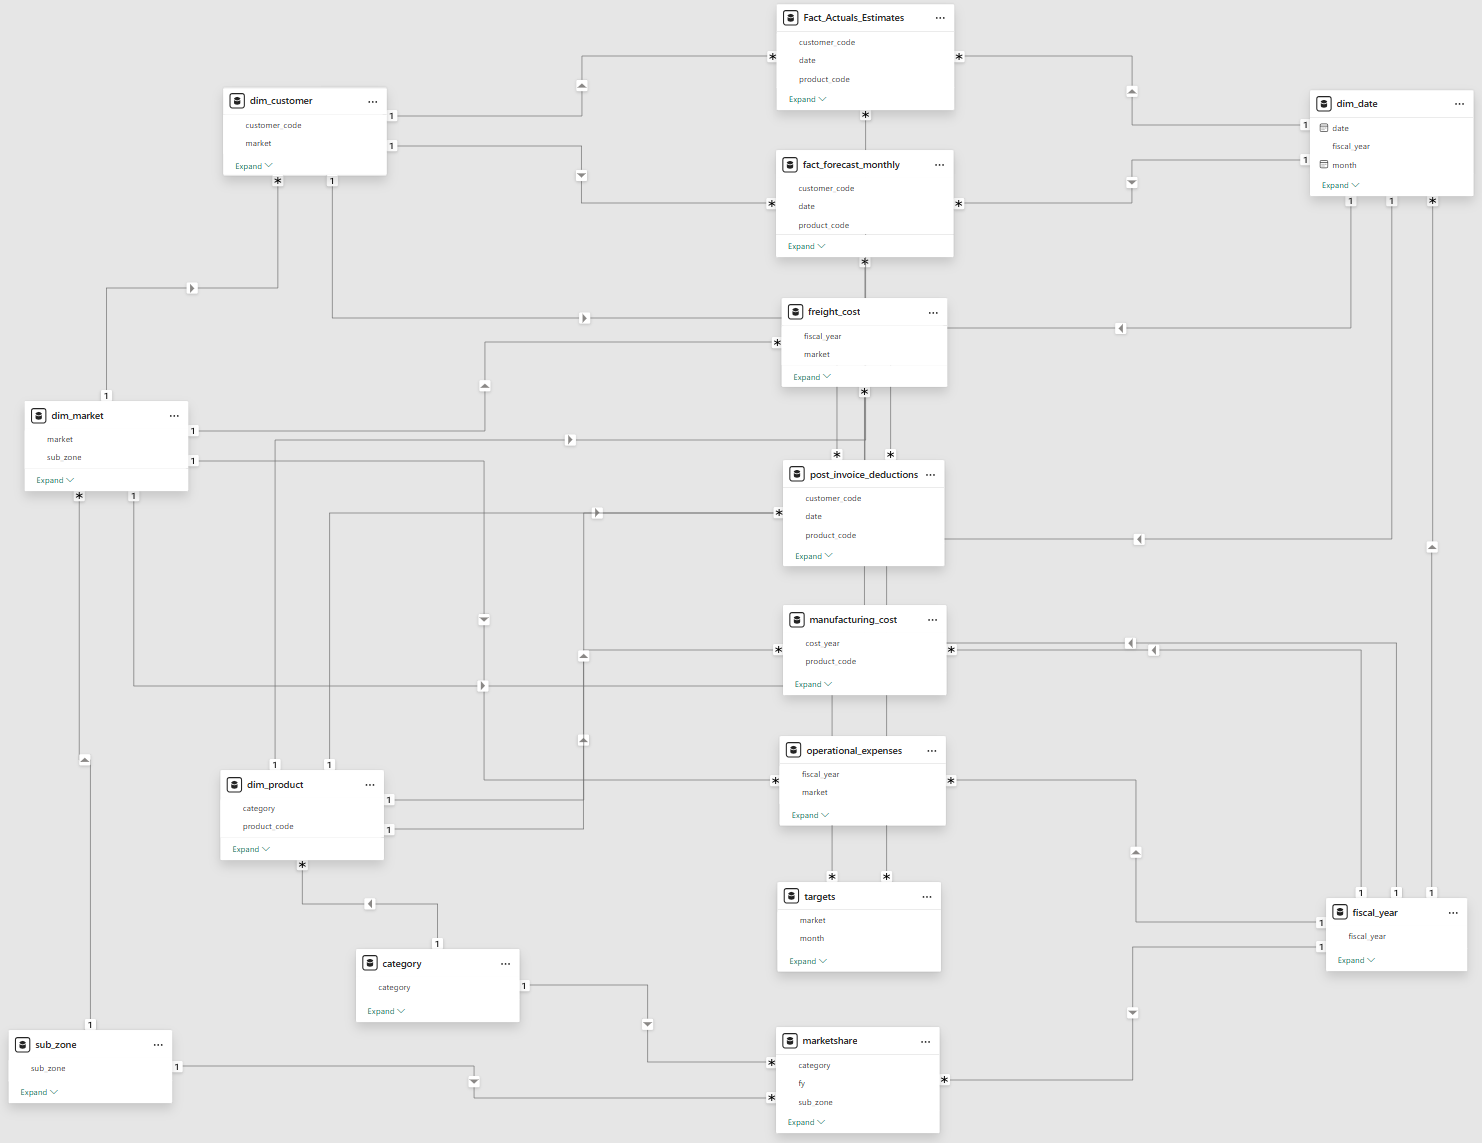 Fact_Actuals_Estimates
customer_code
date
product_code
Expand
dim_customer
customer_code
market
Expand
dim_date
date
fiscal_year
month
Expand
fact_forecast_monthly
customer_code
date
product_code
Expand
freight_cost
fiscal_year
market
Expand
dim_market
market
sub_zone
Expand
post_invoice_deductions
customer_code
date
product_code
Expand
manufacturing_cost
cost_year
product_code
Expand
operational_expenses
fiscal_year
market
Expand
dim_product
category
product_code
Expand
targets
market
month
Expand
fiscal_year
fiscal_year
Expand
category
category
Expand
sub_zone
sub_zone
Expand
marketshare
category
fy
sub_zone
Expand